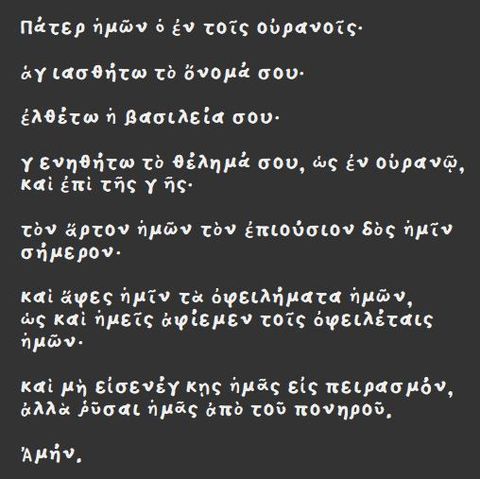 Πάτερ ἡμῶν ὁ ἐν τοῖς οὐρανοῖς·
ἁγιασθήτω τὸ ὄνομά σου·
ἐλθέτω ἡ βασιλεία σου·
γενηθήτω τὸ θέλημά σου, ὡς ἐν οὐρανῷ,
καὶ ἐπὶ τῆς γῆς·
τὸν ἄρτον ἡμῶν τὸν ἐπιούσιον δὸς ἡμῖν
σήμερον·
καὶ ἄφες ἡμῖν τὰ ὀφειλήματα ἡμῶν,
ὡς καὶ ἡμεῖς ἀφίεμεν τοῖς ὀφειλέταις
ἡμῶν·
καὶ μὴ εἰσενέγκῃς ἡμᾶς εἰς πειρασμόν,
ἀλλὰ ῥῦσαι ἡμᾶς ἀπὸ τοῦ πονηροῦ.
Ἀμήν.